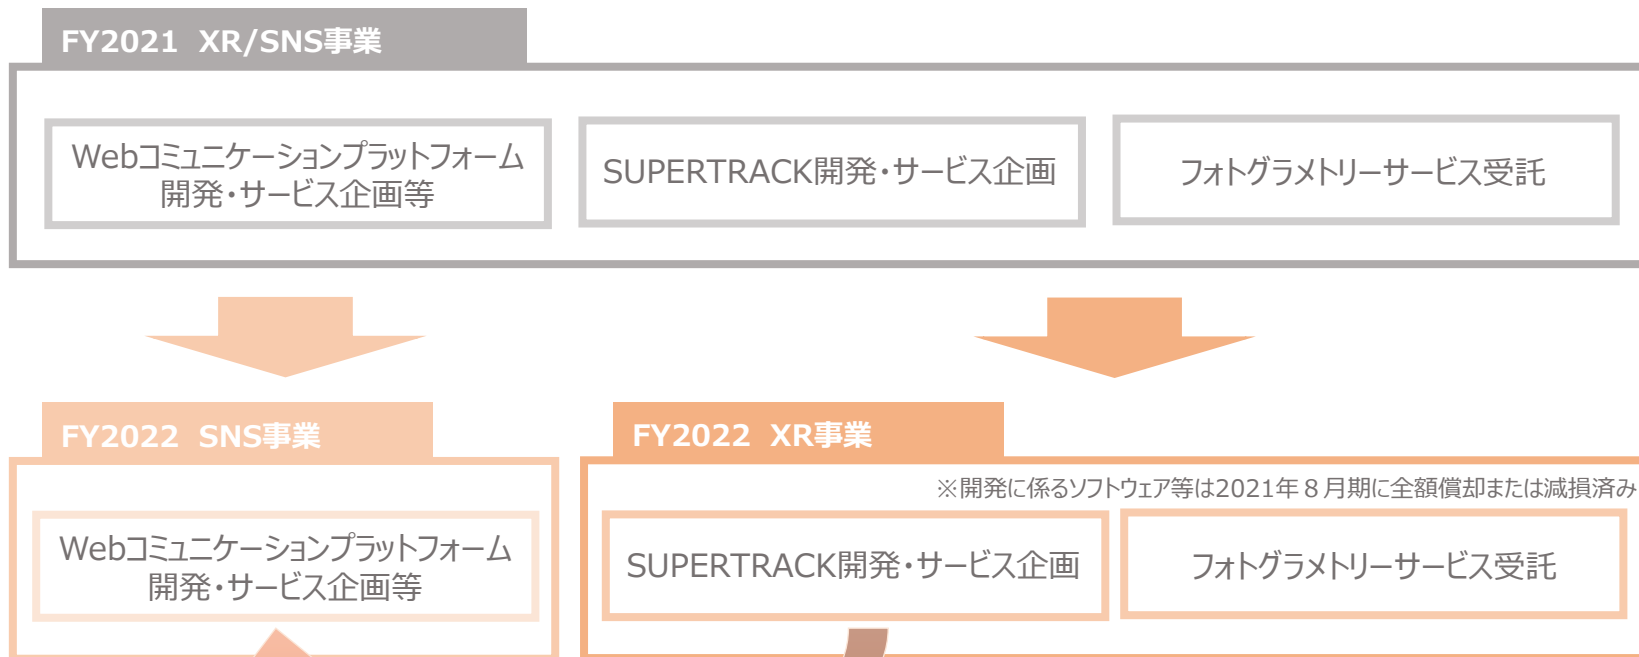 FY2021 XR/SNS事業
Webコミュニケーションプラットフォーム
開発・サービス企画等
SUPERTRACK開発・サービス企画
フォトグラメトリーサービス受託
FY2022 SNS事業
Webコミュニケーションプラットフォーム
開発・サービス企画等
FY2022 XR事業
※開発に係るソフトウェア等は2021年8月期に全額償却または減損済み
SUPERTRACK開発・サービス企画
フォトグラメトリーサービス受託